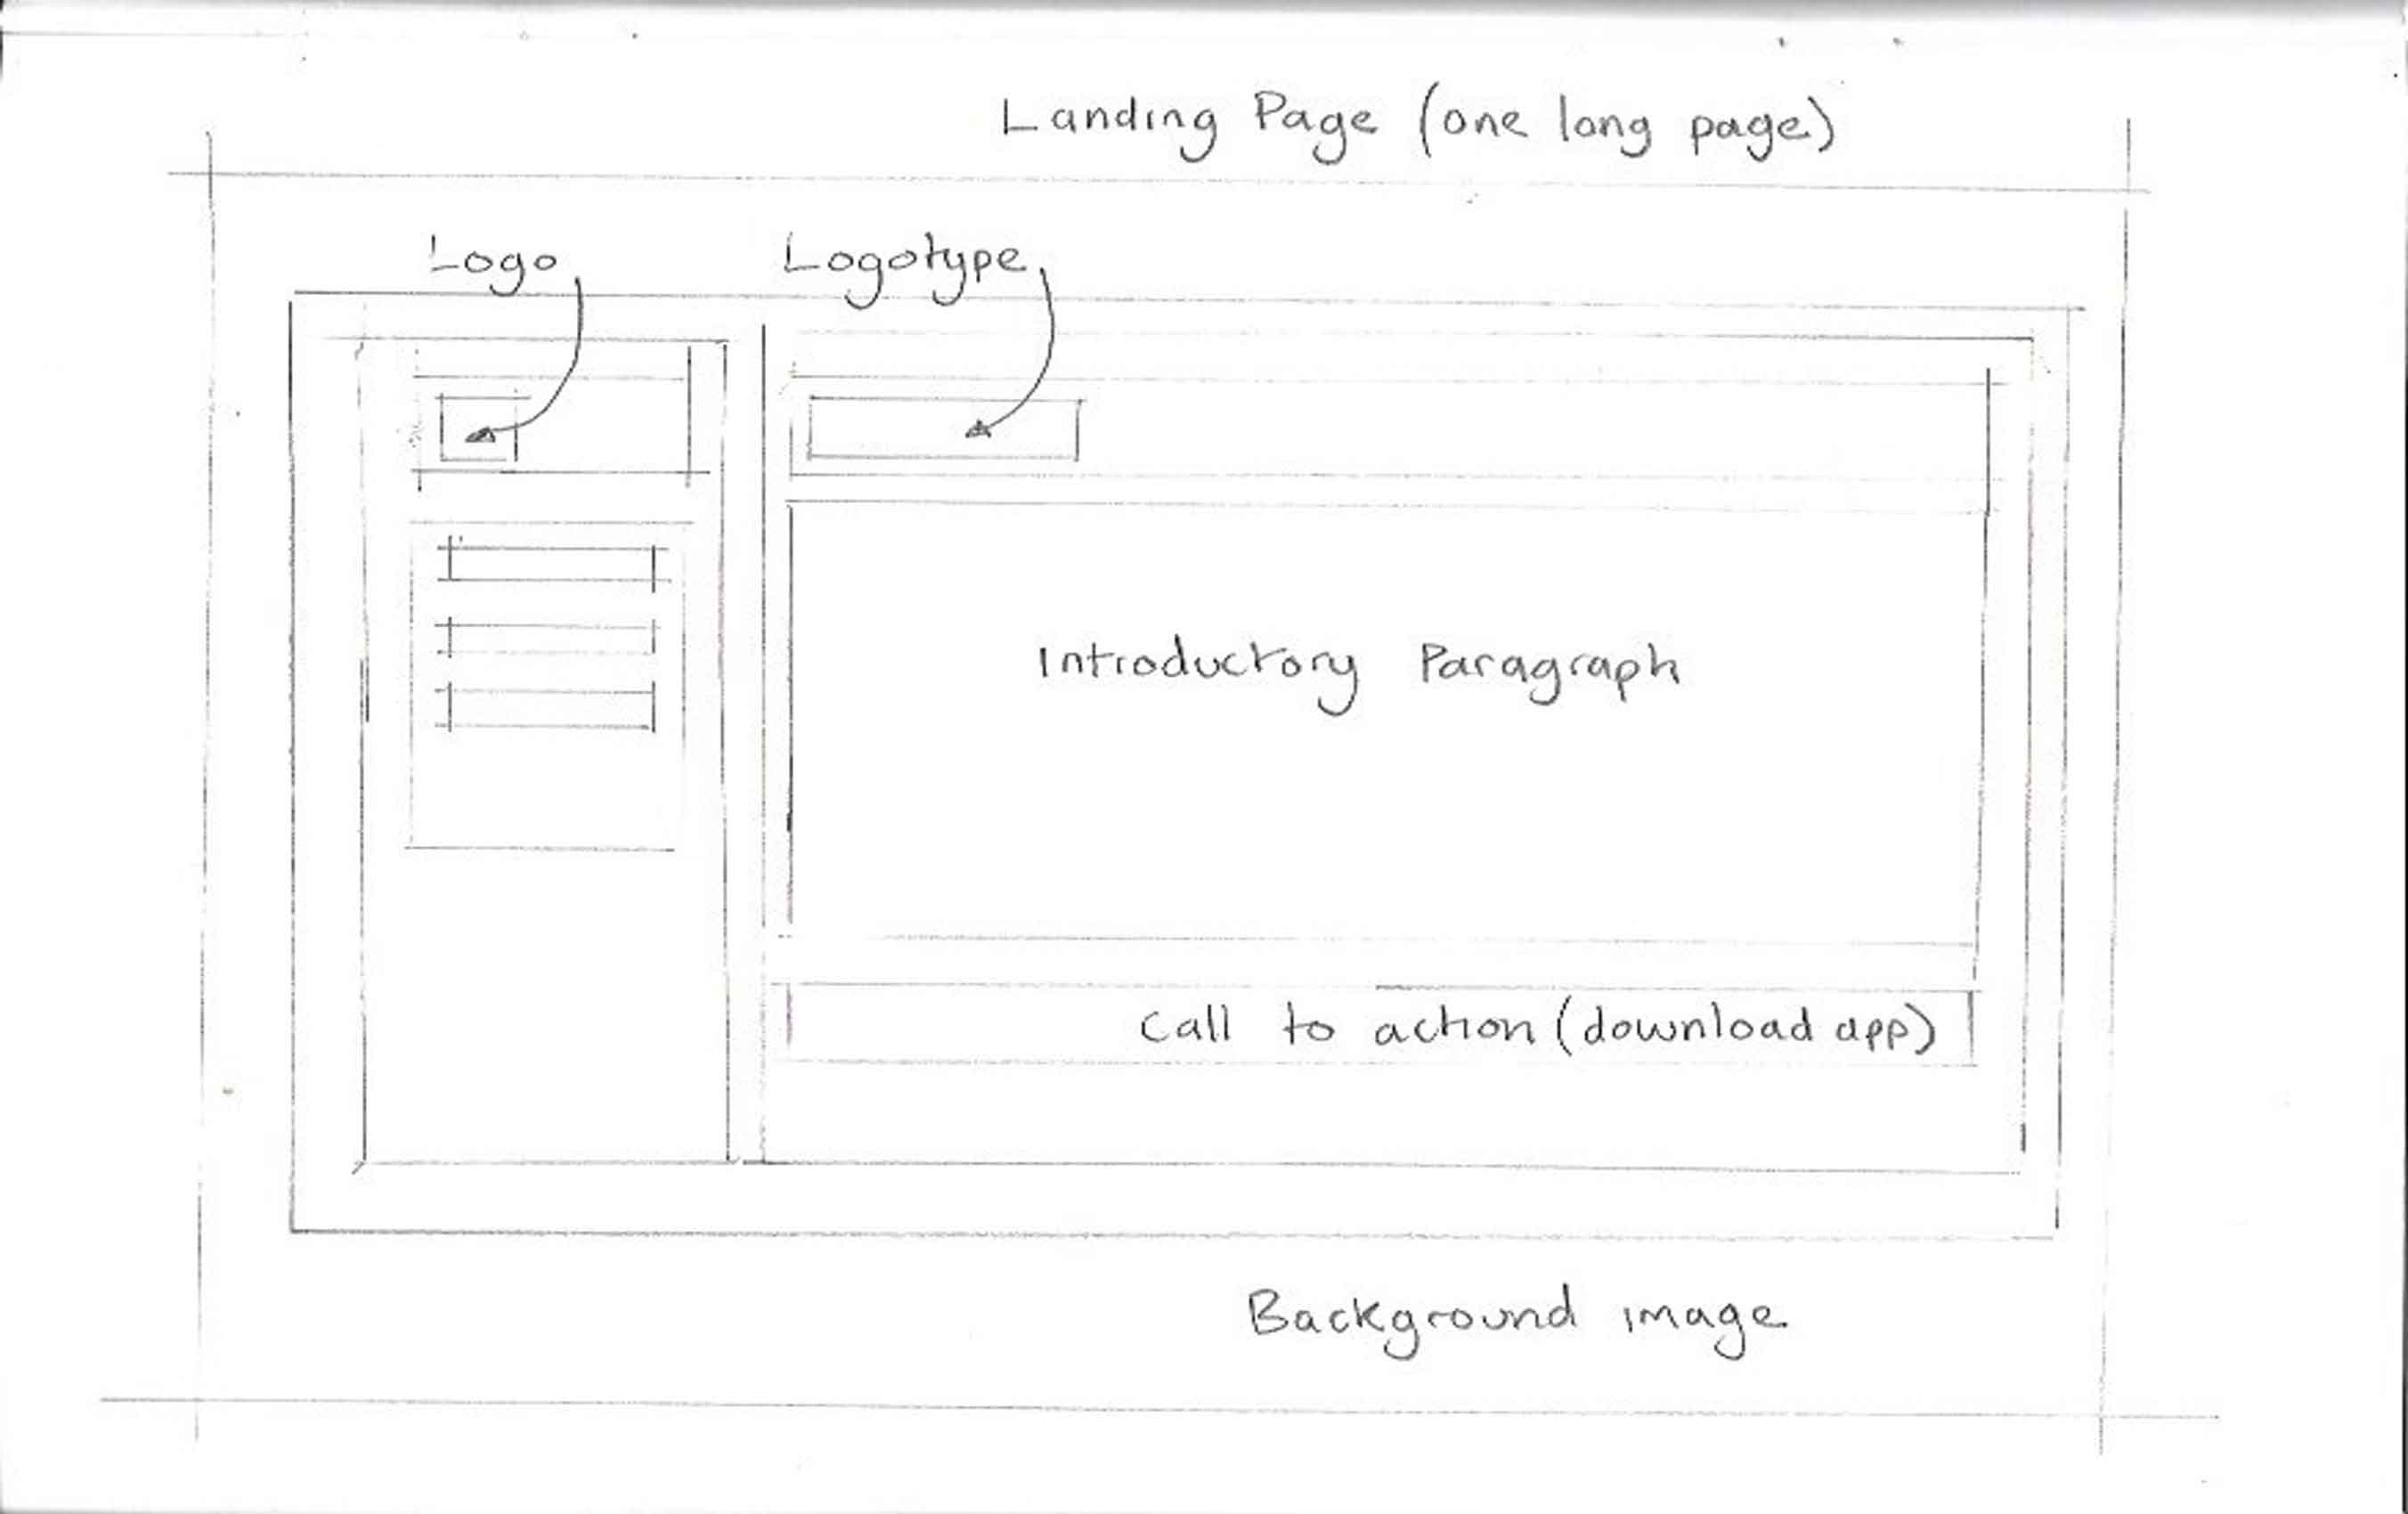 Landing Page (one long page)
Logo
Logotype
Introductory Paragraph
Call to action (download app)
Background image